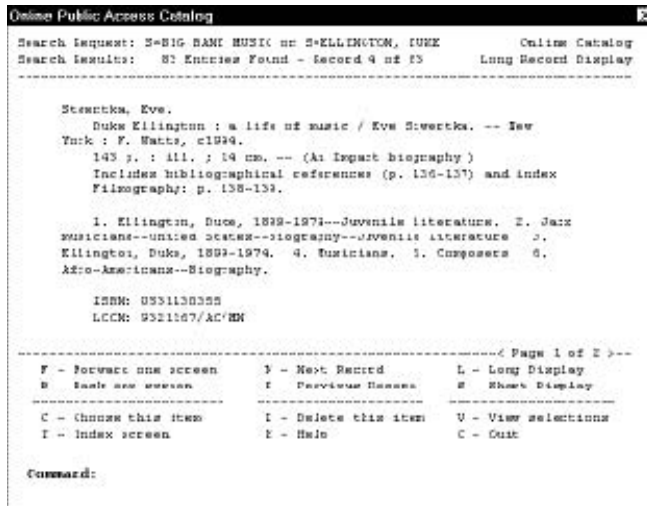 Online Public Access Catalog
Search Request: S=BIG BAND MUSIC or S=ELLINGTON, DUKE Online Catalog
Search Results: 83 Entries Found - Record 4 of 83 Long Record Display
Stwertka, Eve.
Duke Ellington : a life of music / Eve Stwertka. -- New
York : F. Watts, c1994.
143 p. : ill. ; 24 cm. -- (An Impact biography)
Includes bibliographical references (p. 136-137) and index
Filmography: p. 138-139.
1. Ellington, Duke, 1899-1974--Juvenile literature. 2. Jazz
musicians--United States--Biography--Juvenile literature 3.
Ellington, Duke, 1899-1974. 4. Musicians. 5. Composers 6.
Afro-Americans--Biography.
ISBN:
LCCN:
< Page 1 of 2 >
F - Forward one screen N - Next Record L - Long Display
B - Back one screen P - Previous Record S - Short Display
C - Choose this item D - Delete this item V - View selections
I - Index screen H - Help Quit
Command: